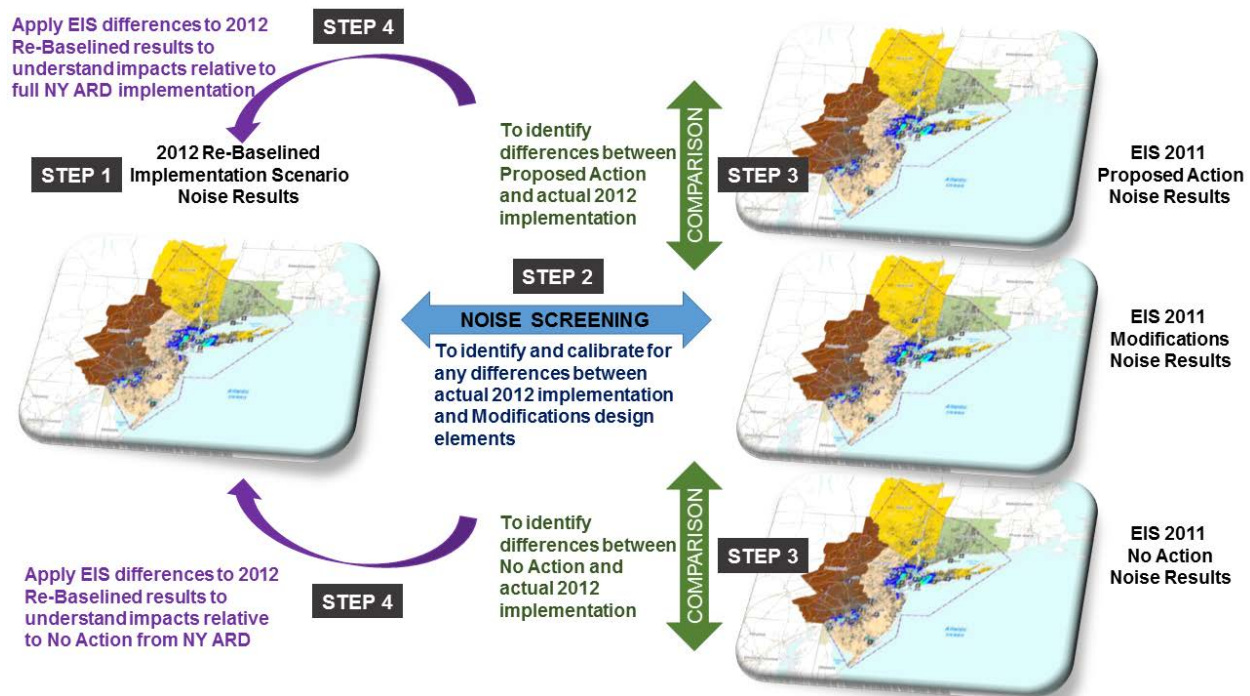 Apply EIS differences to 2012
Re-Baselined results to
understand impacts relative to
full NY ARD implementation
STEP 4
STEP 1
2012 Re-Baselined
Implementation Scenario
Noise Results
To identify
differences between
Proposed Action
and actual 2012
implementation
COMPARISON
STEP 3
EIS 2011
Proposed Action
Noise Results
STEP 2
NOISE SCREENING
To identify and calibrate for
any differences between
actual 2012 implementation
and Modifications design
elements
EIS 2011
Modifications
Noise Results
Apply EIS differences to 2012
Re-Baselined results to
understand impacts relative
to No Action from NY ARD
STEP 4
To identify
differences between
No Action and
actual 2012
implementation
COMPARISON
STEP 3
EIS 2011
No Action
Noise Results